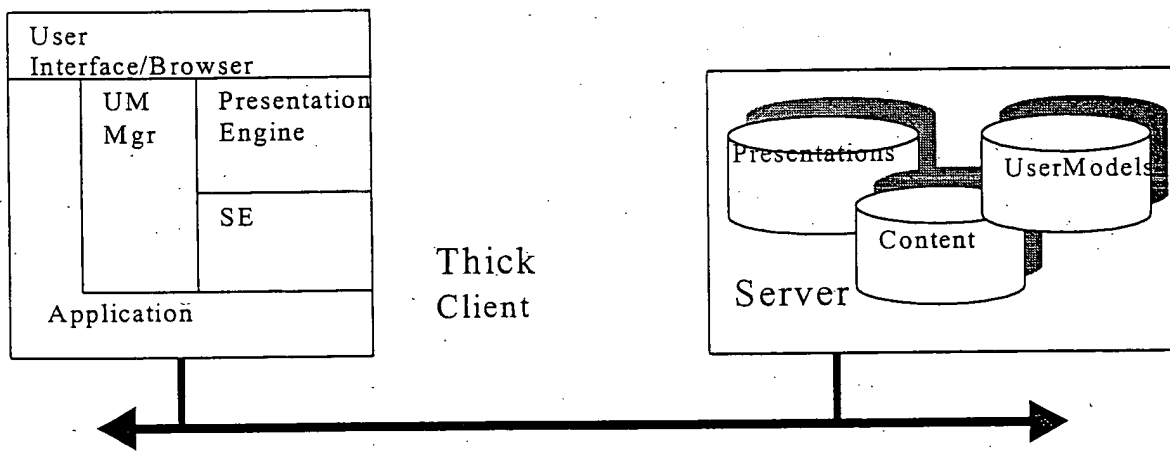 User
Interface/Browser
UM
Mgr
Presentation
Engine
SE
Application
Thick
Client
Presentations
UserModels
Content
Server